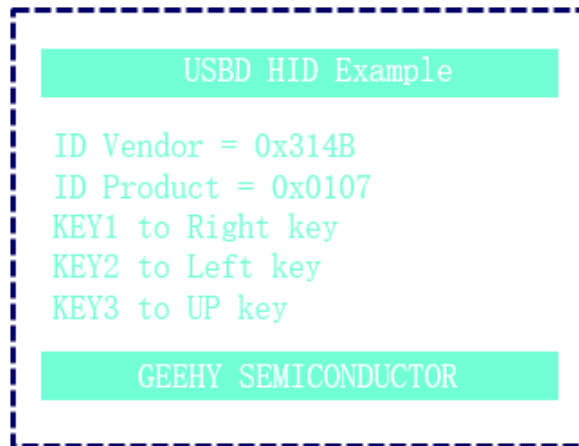 USBD HID Example
ID Vendor = 0x314B
ID Product = 0x0107
KEY1 to Right key
KEY2 to Left key
KEY3 to UP key
GEEHY SEMICONDUCTOR